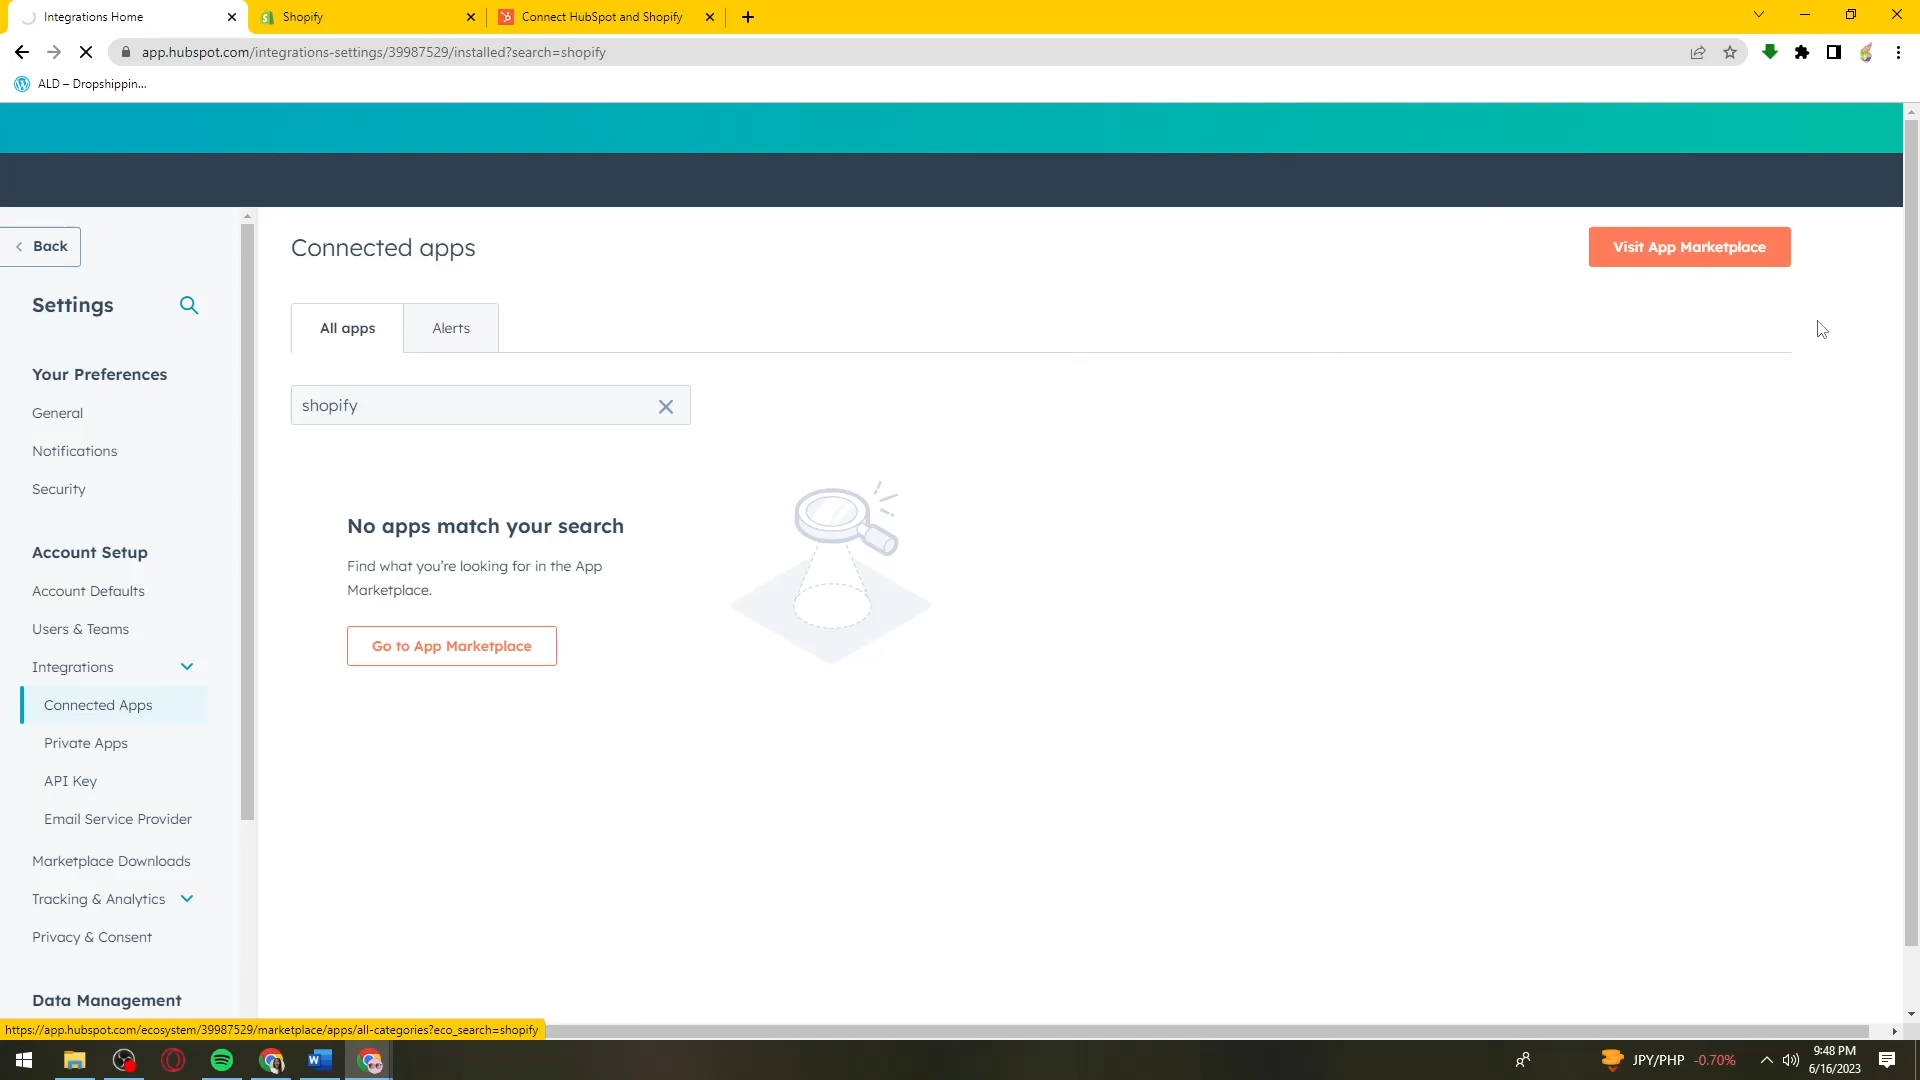 Integrations Home
Shopify
Connect HubSpot and Shopify
app.hubspot.com/integrations-settings/39987529/installed?search=shopify
ALD – Dropshippin...
Back
Connected apps
Visit App Marketplace
Settings
All apps
Alerts
Your Preferences
General
shopify
Notifications
Security
No apps match your search
Account Setup
Find what you're looking for in the App
Marketplace.
Account Defaults
Users & Teams
Go to App Marketplace
Integrations
Connected Apps
Private Apps
API Key
Email Service Provider
Marketplace Downloads
Tracking & Analytics
Privacy & Consent
Data Management
https://app.hubspot.com/ecosystem/39987529/marketplace/apps/all-categories?eco_search=shopify
JPY/PHP -0.70%
9:48 PM
6/16/2023